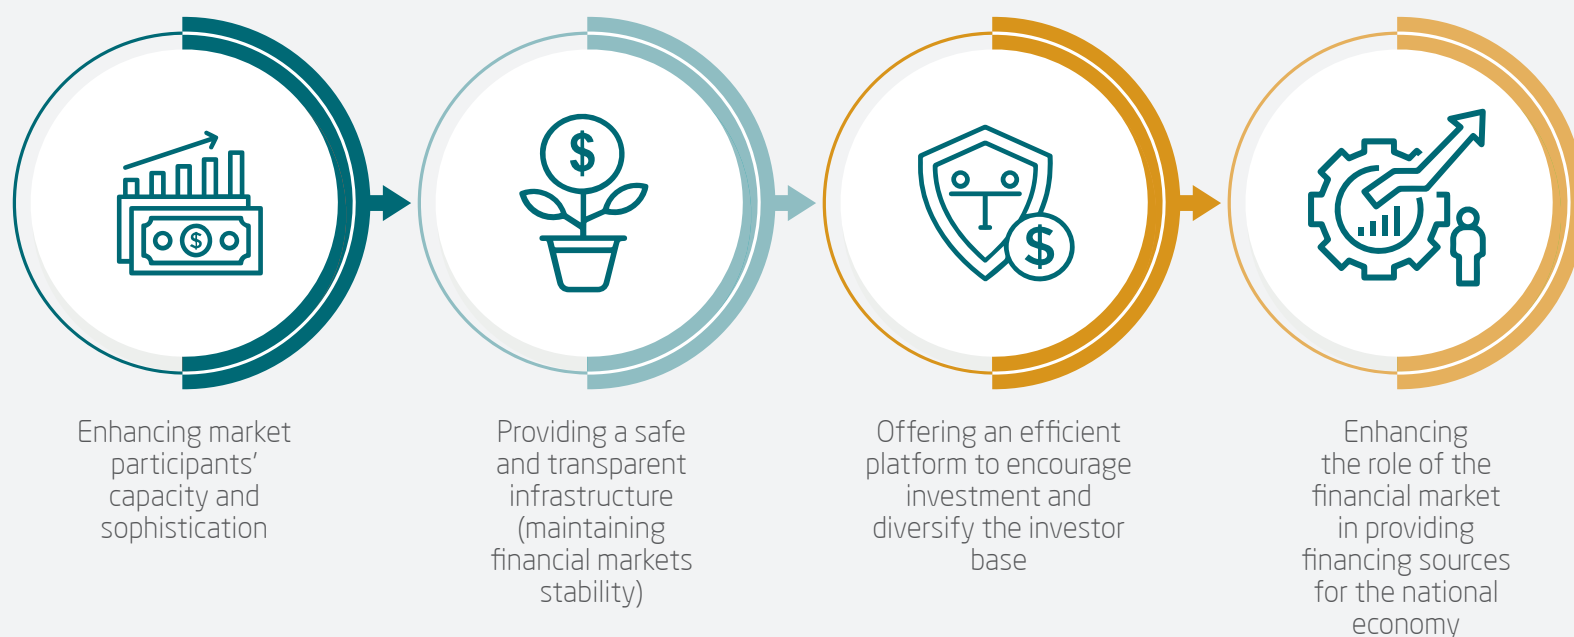 $
$
$
$
Enhancing market
participants'
capacity and
sophistication
Providing a safe
and transparent
infrastructure
(maintaining
financial markets
stability)
Offering an efficient
platform to encourage
investment and
diversify the investor
base
Enhancing
the role of the
financial market
in providing
financing sources
for the national
economy